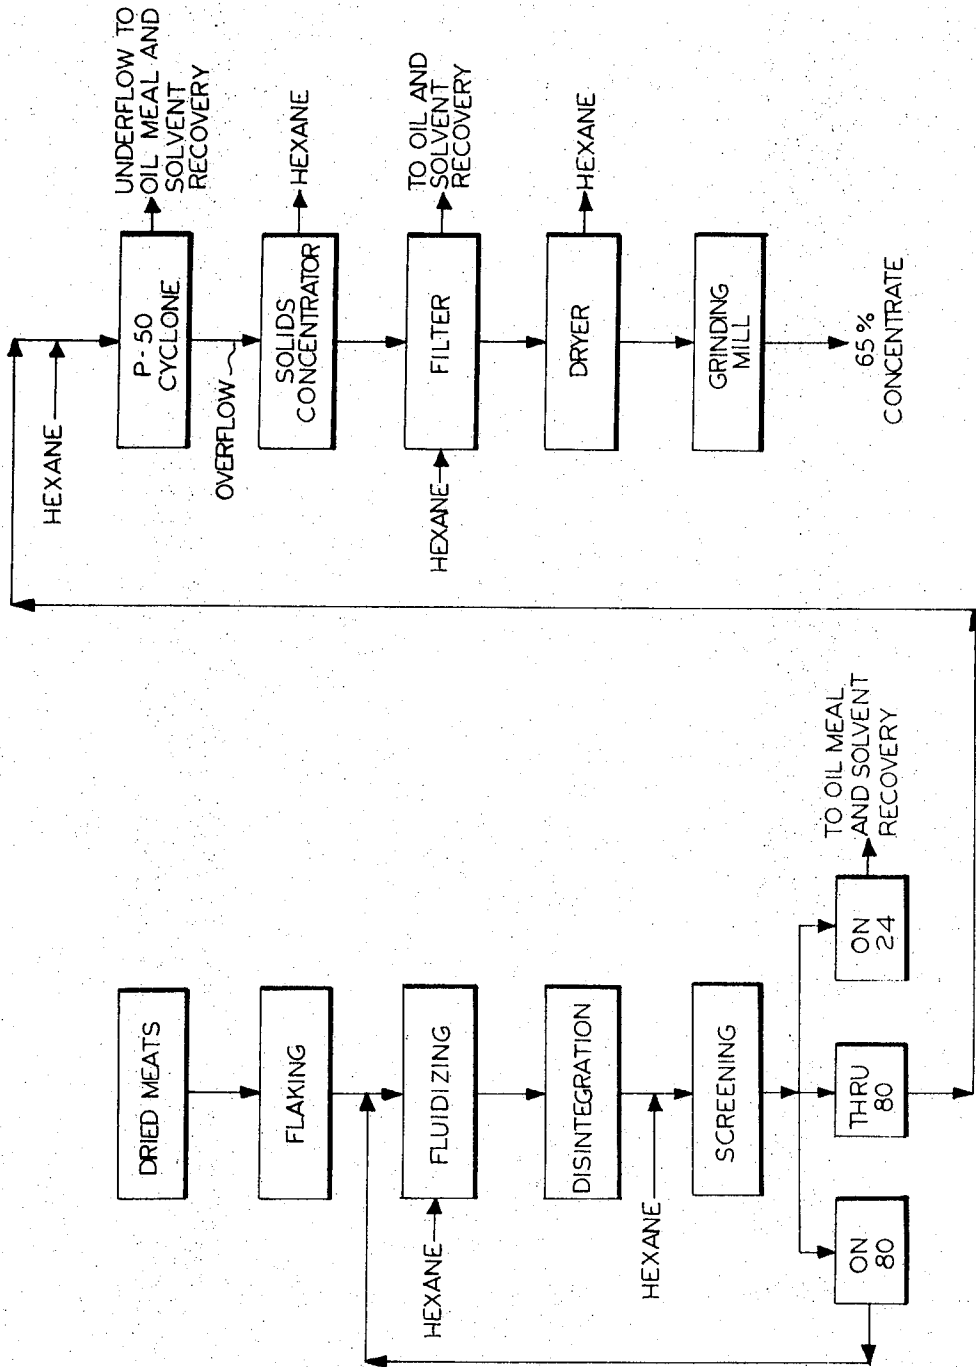 DRIED MEATS
FLAKING
HEXANE
FLUIDIZING
DISINTEGRATION
HEXANE
SCREENING
ON
80
THRU
80
ON
24
TO OIL MEAL
AND SOLVENT
RECOVERY
HEXANE
P-50
CYCLONE
UNDERFLOW TO
OIL MEAL AND
SOLVENT
RECOVERY
OVERFLOW
SOLIDS
CONCENTRATOR
HEXANE
HEXANE
FILTER
TO OIL AND
SOLVENT
RECOVERY
DRYER
HEXANE
GRINDING
MILL
65%
CONCENTRATE